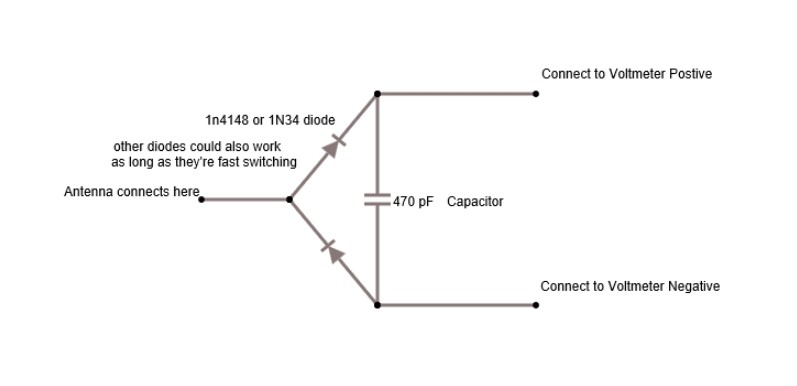 Connect to Voltmeter Postive
1n4148 or 1N34 diode
other diodes could also work
as long as they're fast switching
Antenna connects here
470 pF Capacitor
Connect to Voltmeter Negative